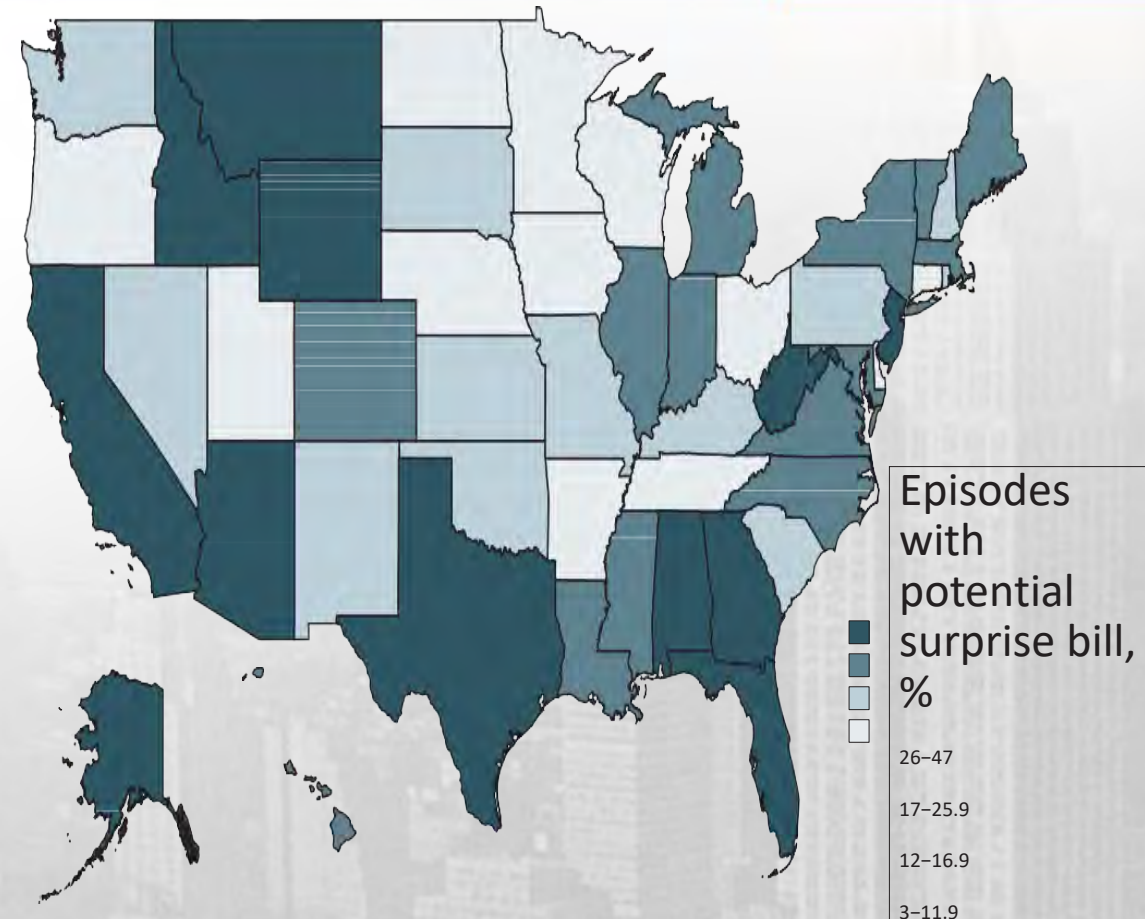 Episodes
with
potential
surprise bill,
%
26–47
17–25.9
12–16.9
3–11.9